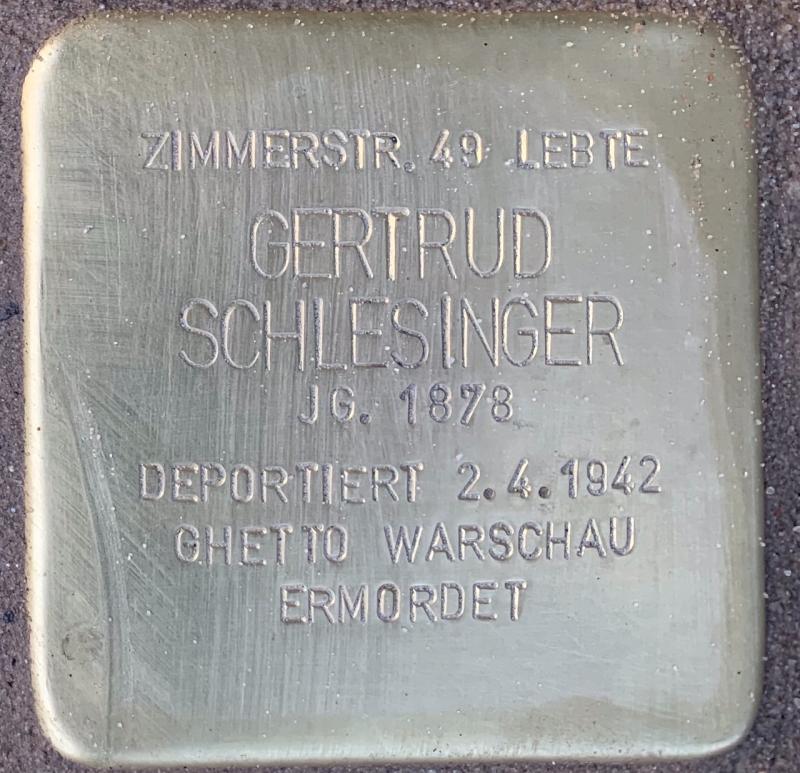 ZIMMERSTR. 49 LEBTE
GERTRUD
SCHLESINGER
JG. 1878
DEPORTIERT 2.4.1942
GHETTO WARSCHAU
ERMORDET